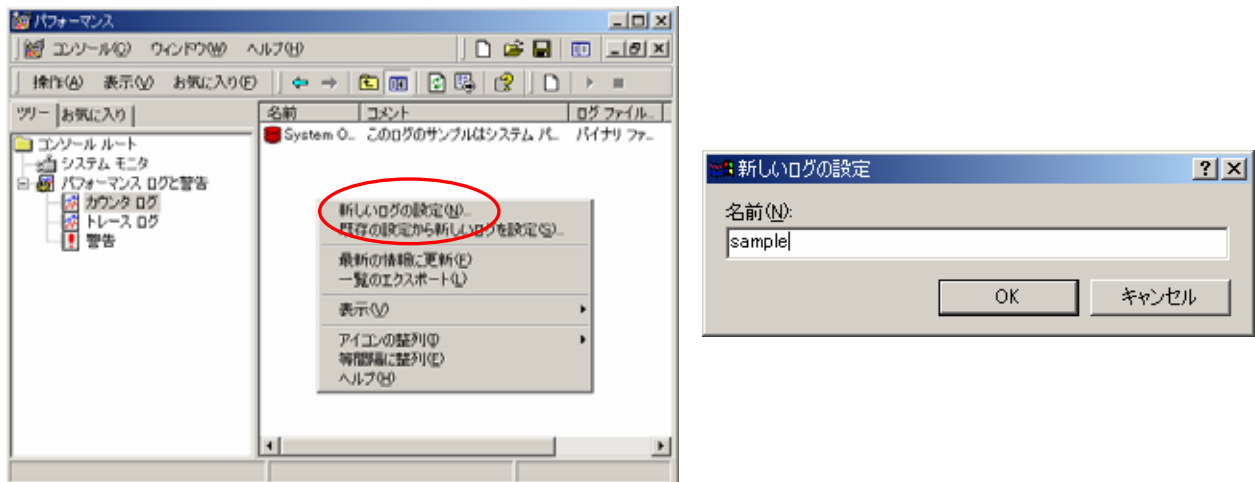 パフォーマンス
コンソール(C) ウィンドウ(W) ヘルプ(H)
操作(A) 表示(V) お気に入り(F)
ツリー お気に入り
名前 コメント ログ ファイル...
コンソール ルート
システム モニタ
パフォーマンス ログと警告
カウンタ ログ
トレース ログ
警告
System O... このログのサンプルはシステム パ... バイナリ ファ...
新しいログの設定(N)...
既存の設定から新しいログを設定(S)...
最新の情報に更新(F)
一覧のエクスポート(L)
表示(V)
アイコンの整列(I)
等間隔に整列(E)
ヘルプ(H)
新しいログの設定
名前(N):
sample
OK キャンセル